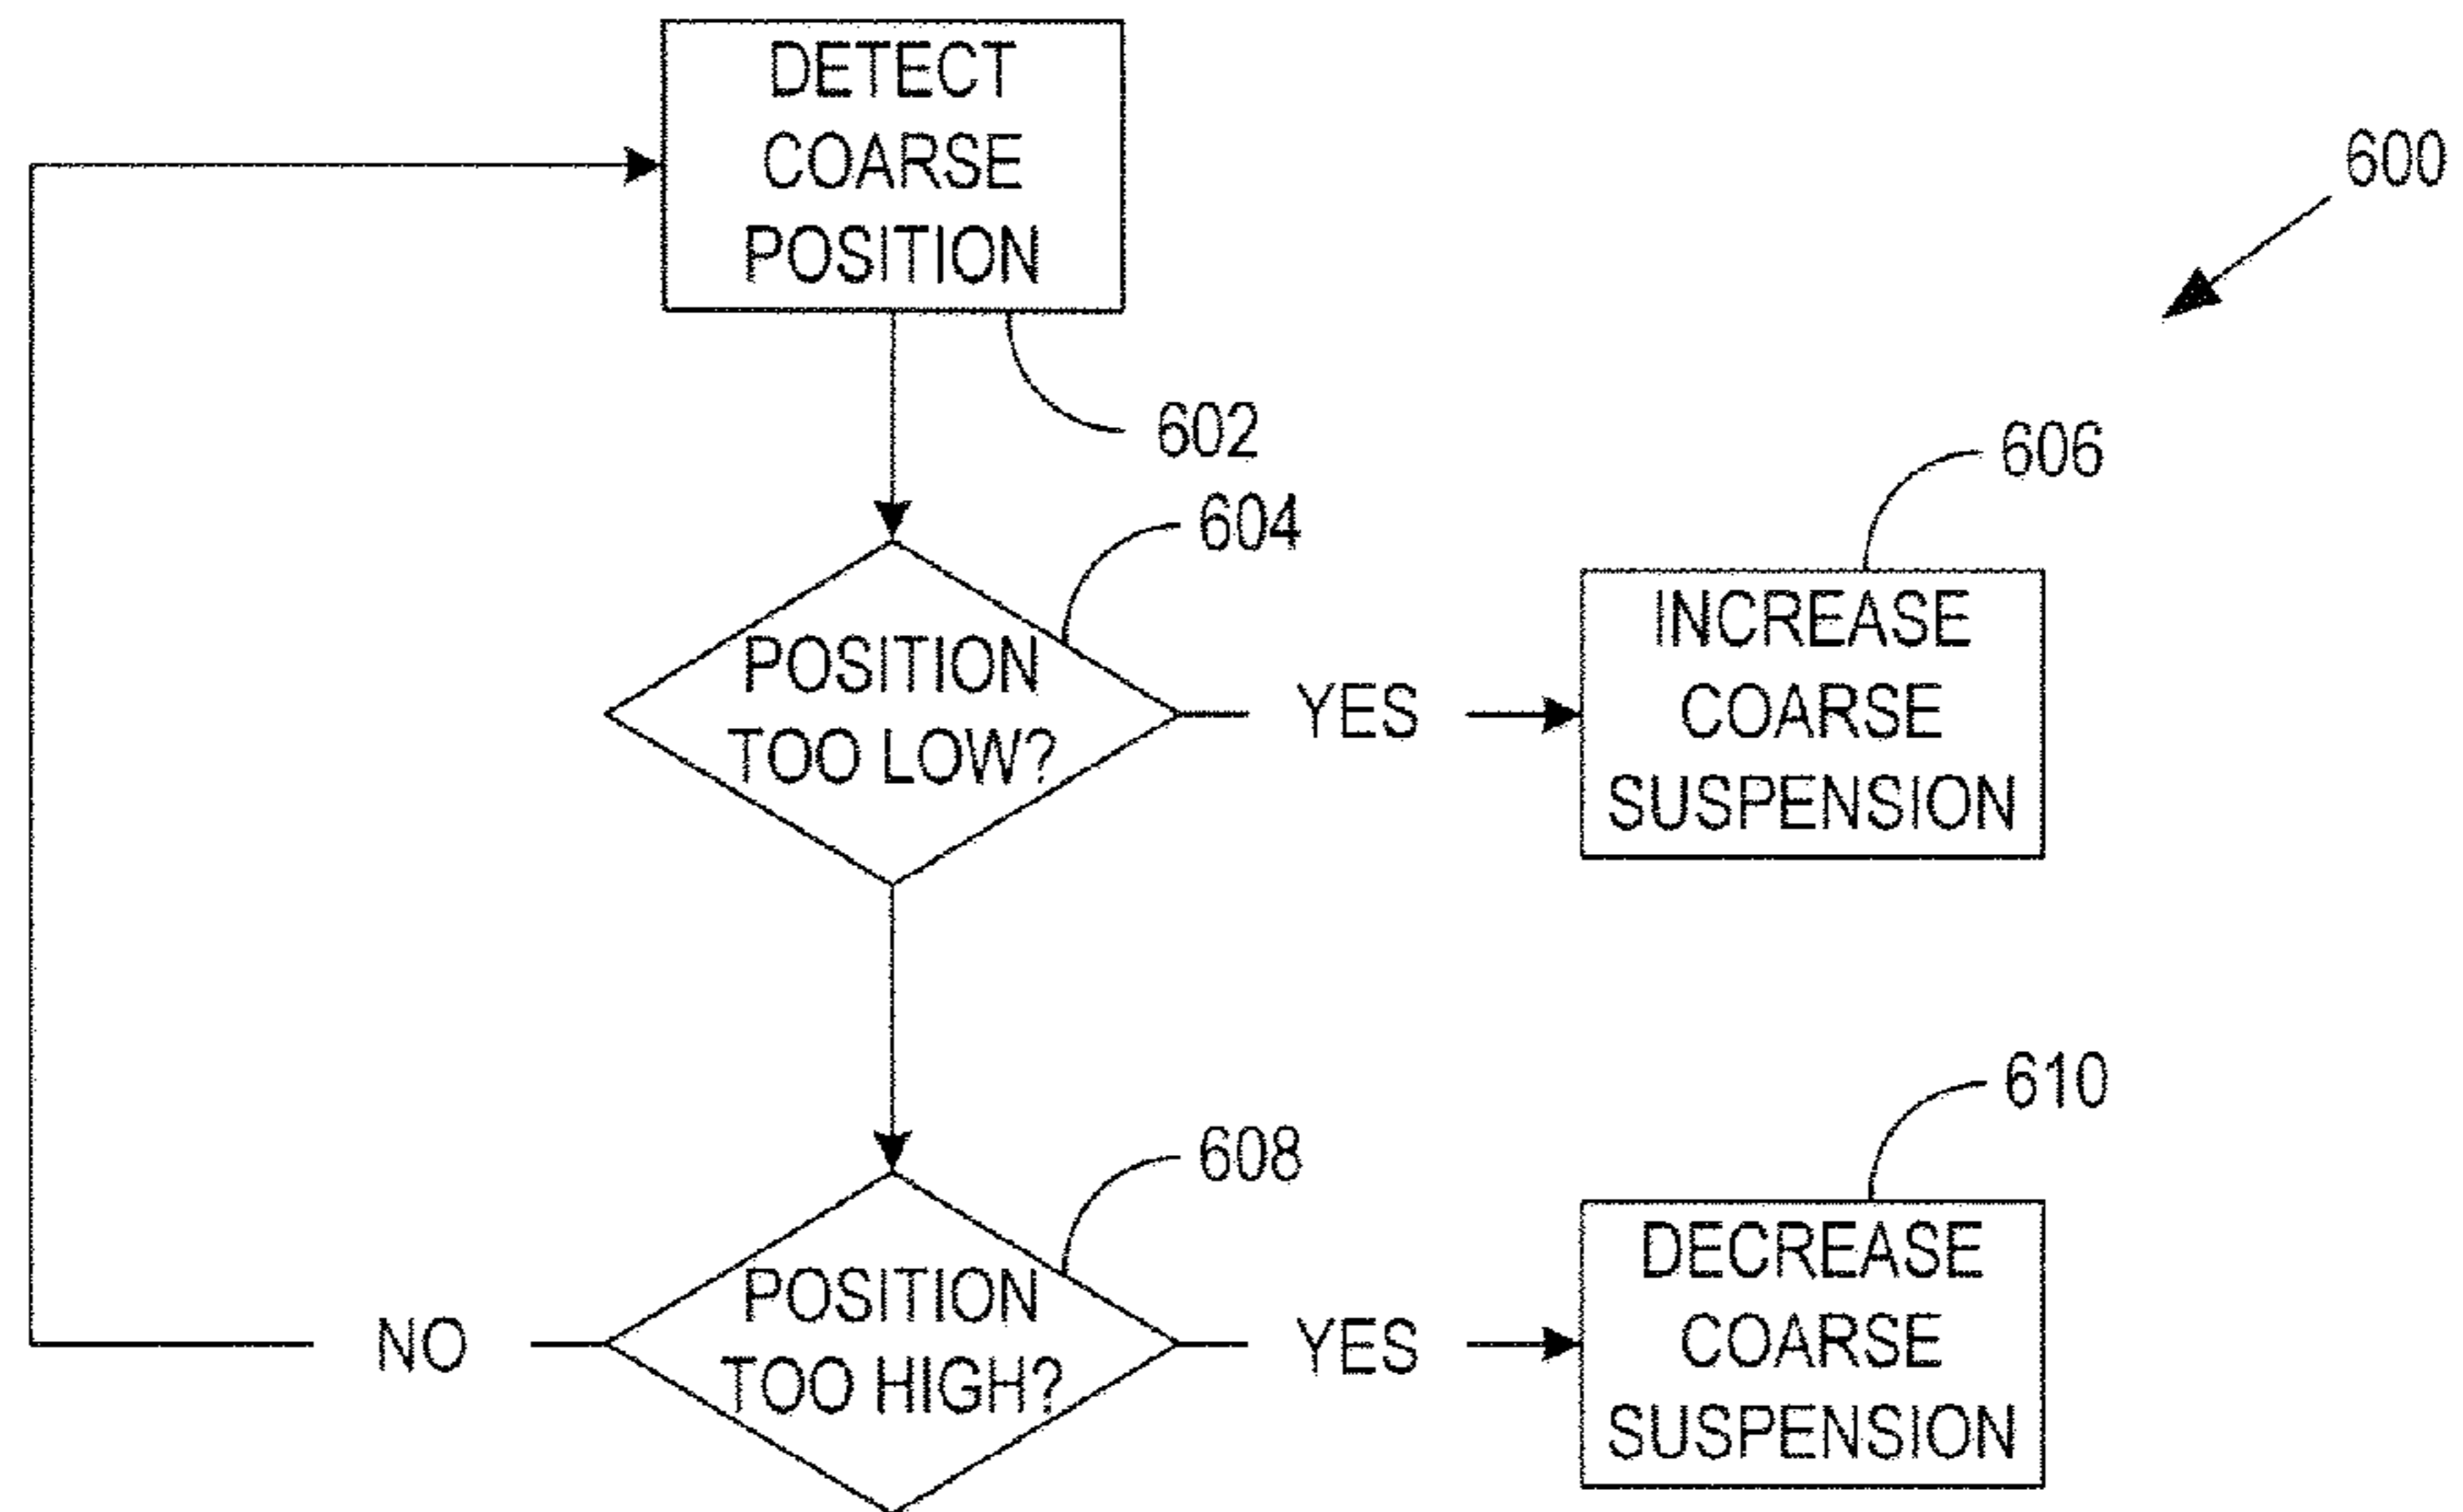 DETECT
COARSE
POSITION
600
602
604
606
POSITION
TOO LOW?
YES
INCREASE
COARSE
SUSPENSION
608
610
POSITION
TOO HIGH?
NO
YES
DECREASE
COARSE
SUSPENSION